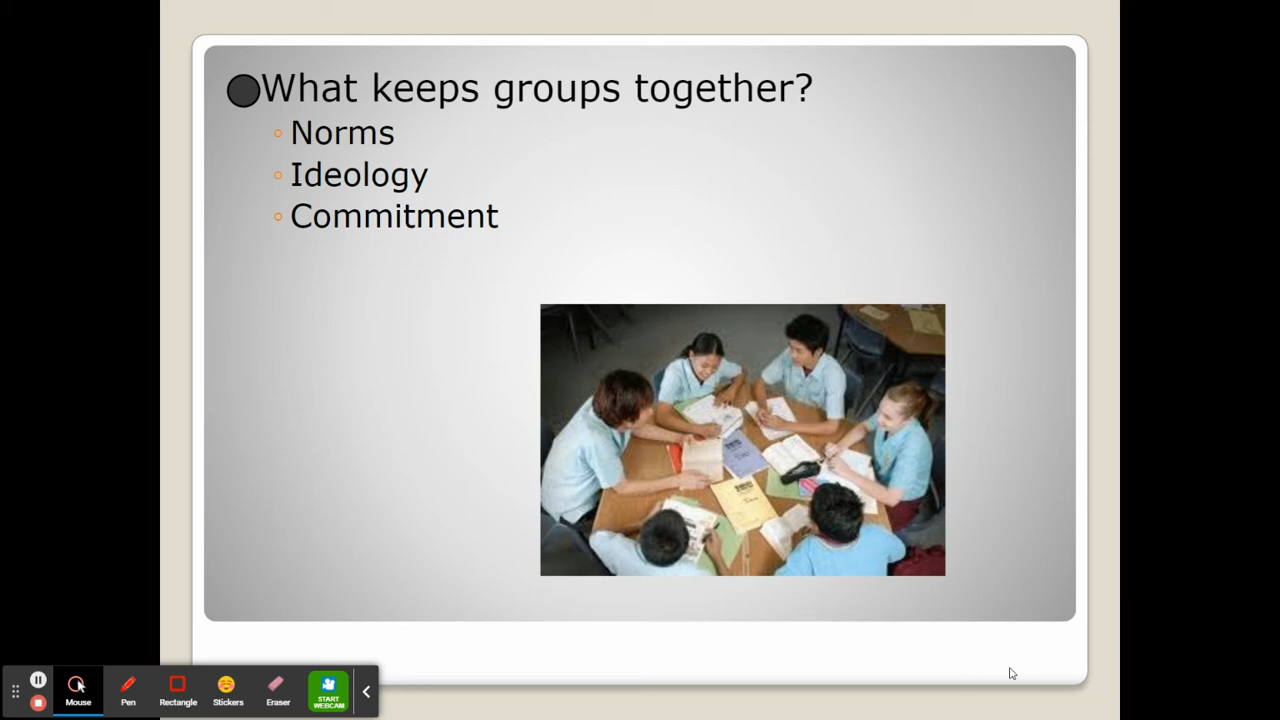 What keeps groups together?
Norms
Ideology
Commitment
Mouse
Pen
Rectangle
Stickers
Eraser
START
WEBCAM